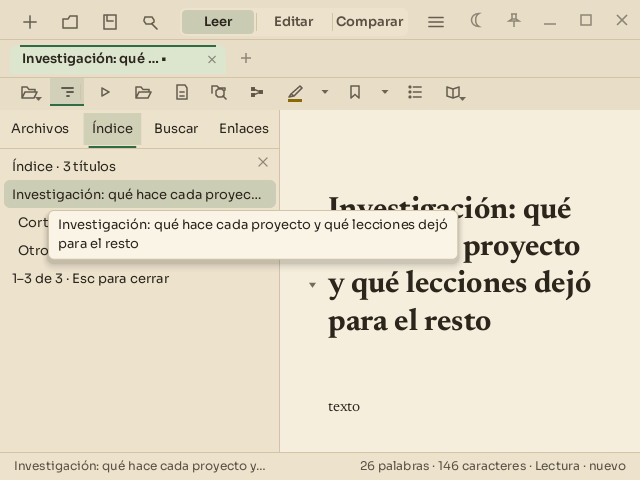 Leer
Editar
Comparar
Investigación: qué ... •
Archivos
Índice
Buscar
Enlaces
Índice · 3 títulos
Investigación: qué hace cada proyec...
Cort
Otro
Investigación: qué hace cada proyecto y qué lecciones dejó
para el resto
1–3 de 3 · Esc para cerrar
Investigación: qué
proyecto
y qué lecciones dejó
para el resto
texto
Investigación: qué hace cada proyecto y...
26 palabras · 146 caracteres · Lectura · nuevo